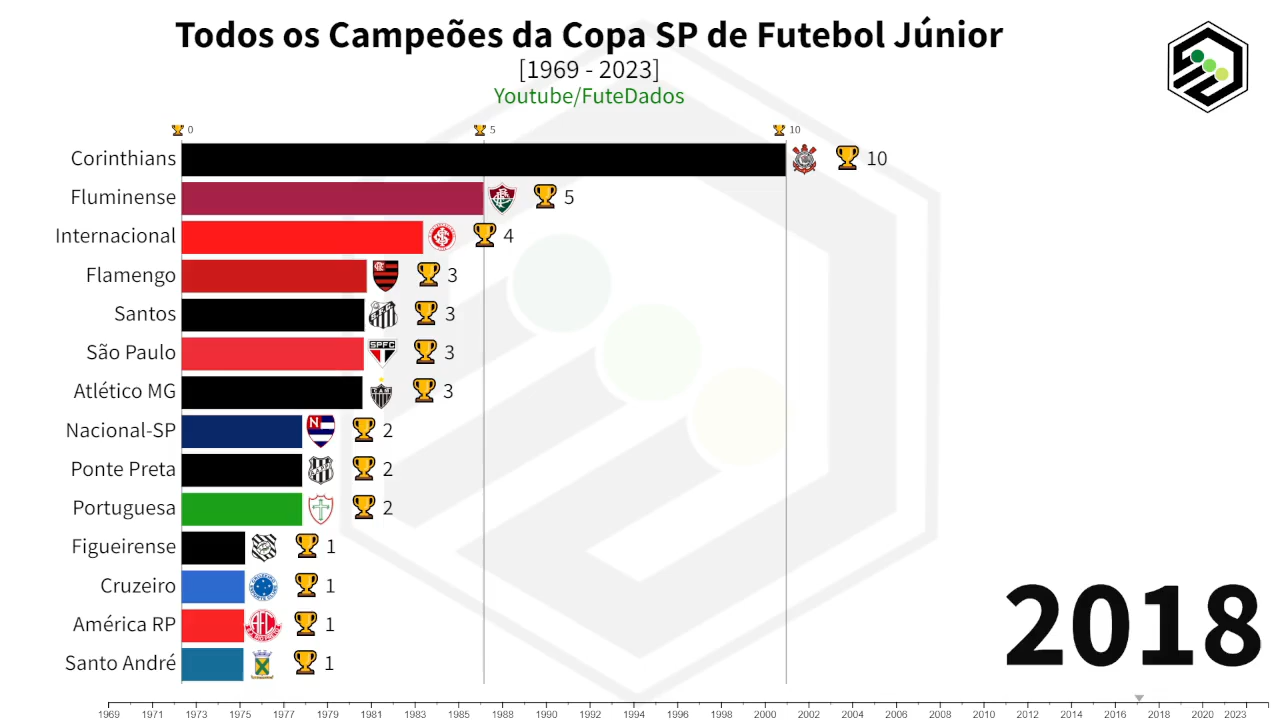 Todos os Campeões da Copa SP de Futebol Júnior
[1969 - 2023]
Youtube/FuteDados
0 5 10
Corinthians 10
Fluminense 5
Internacional 4
Flamengo 3
Santos 3
São Paulo SPFC 3
Atlético MG CAM 3
Nacional-SP N 2
Ponte Preta 2
Portuguesa 2
Figueirense 1
Cruzeiro 1
América RP AFC 1
Santo André 1
2018
1969 1971 1973 1975 1977 1979 1981 1983 1985 1988 1990 1992 1994 1996 1998 2000 2002 2004 2006 2008 2010 2012 2014 2016 2018 2020 2023